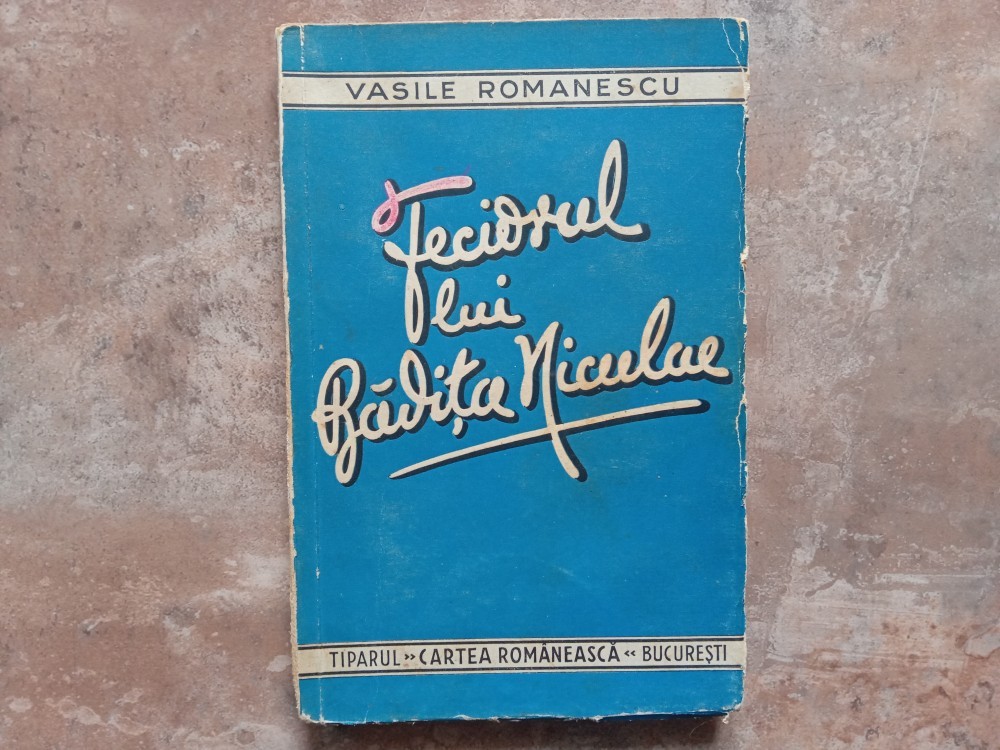 VASILE ROMANESCU
Feciorul
lui
Bădița Niculae
TIPARUL »» CARTEA ROMÂNEASCĂ «« BUCUREȘTI